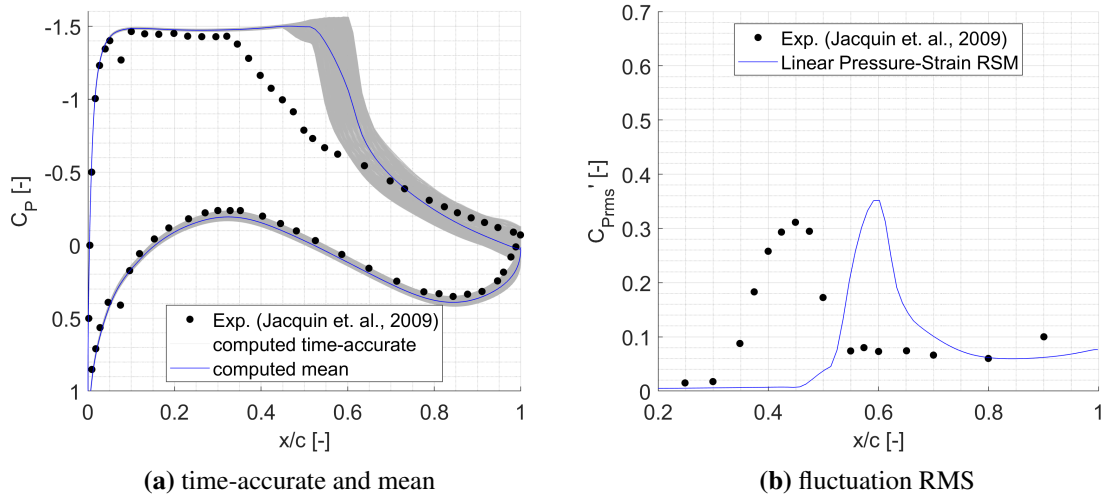 -1.5
-1
-0.5
0
0.5
1
C_P [-]
0 0.2 0.4 0.6 0.8 1
x/c [-]
Exp. (Jacquin et. al., 2009)
computed time-accurate
computed mean
(a) time-accurate and mean
0.7
0.6
0.5
0.4
0.3
0.2
0.1
0
C_Prms' [-]
0.2 0.4 0.6 0.8 1
x/c [-]
Exp. (Jacquin et. al., 2009)
Linear Pressure-Strain RSM
(b) fluctuation RMS